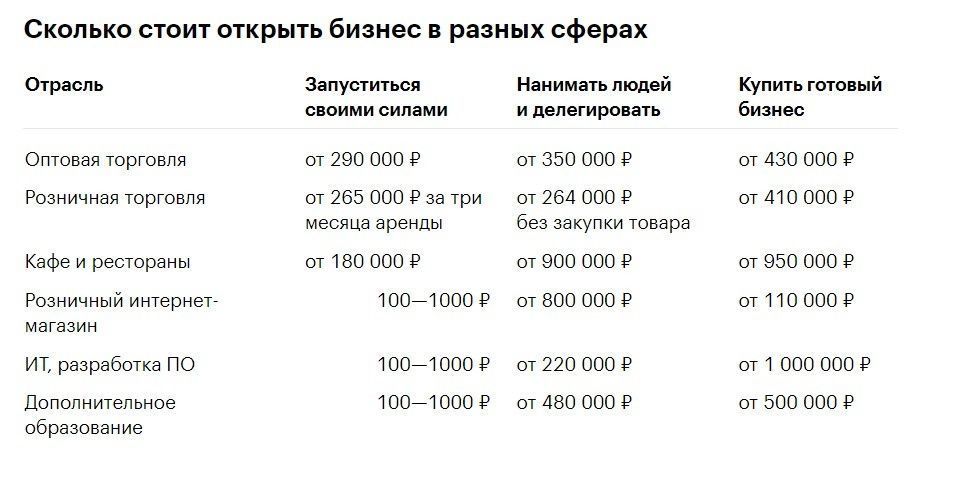 Сколько стоит открыть бизнес в разных сферах
Отрасль Запуститься своими силами Нанимать людей и делегировать Купить готовый бизнес
Оптовая торговля от 290 000 ₽ от 350 000 ₽ от 430 000 ₽
Розничная торговля от 265 000 ₽ за три месяца аренды от 264 000 ₽ без закупки товара от 410 000 ₽
Кафе и рестораны от 180 000 ₽ от 900 000 ₽ от 950 000 ₽
Розничный интернет-магазин 100—1000 ₽ от 800 000 ₽ от 110 000 ₽
ИТ, разработка ПО 100—1000 ₽ от 220 000 ₽ от 1 000 000 ₽
Дополнительное образование 100—1000 ₽ от 480 000 ₽ от 500 000 ₽